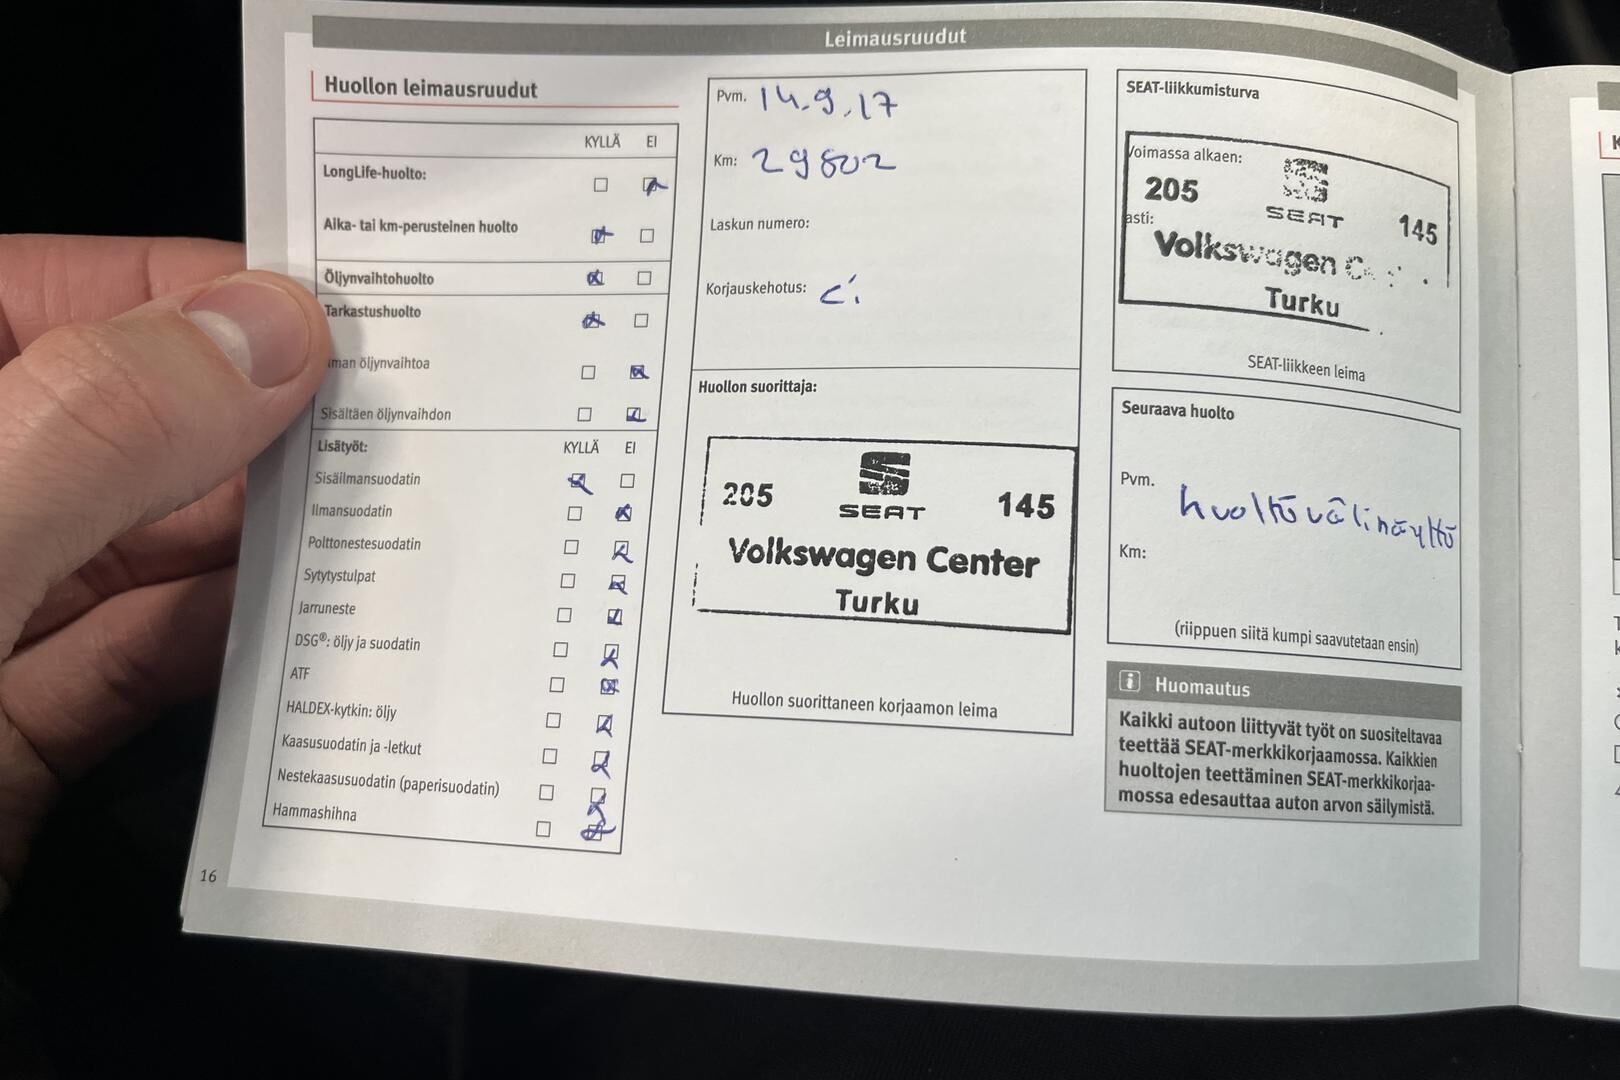 Leimausruudut
Huollon leimausruudut
KYLLÄ EI
LongLife-huolto:
Aika- tai km-perusteinen huolto
Öljynvaihtohuolto
Tarkastushuolto
öljynvaihtoa
Sisältäen öljynvaihdon
Lisätyöt: KYLLÄ EI
Sisäilmansuodatin
Ilmansuodatin
Polttonestesuodatin
Sytytystulpat
Jarruneste
DSG®: öljy ja suodatin
ATF
HALDEX-kytkin: öljy
Kaasusuodatin ja -letkut
Nestekaasusuodatin (paperisuodatin)
Hammashihna
16
Pvm. 14.9.17
Km: 29802
Laskun numero:
Korjauskehotus:
Huollon suorittaja:
205 SEAT 145
Volkswagen Center
Turku
Huollon suorittaneen korjaamon leima
SEAT-liikkumisturva
Voimassa alkaen:
205 SEAT 145
asti:
Volkswagen
Turku
SEAT-liikkeen leima
Seuraava huolto
Pvm. huoltovälinäyttö
Km:
(riippuen siitä kumpi saavutetaan ensin)
i Huomautus
Kaikki autoon liittyvät työt on suositeltavaa
teettää SEAT-merkkikorjaamossa. Kaikkien
huoltojen teettäminen SEAT-merkkikorjaa-
mossa edesauttaa auton arvon säilymistä.